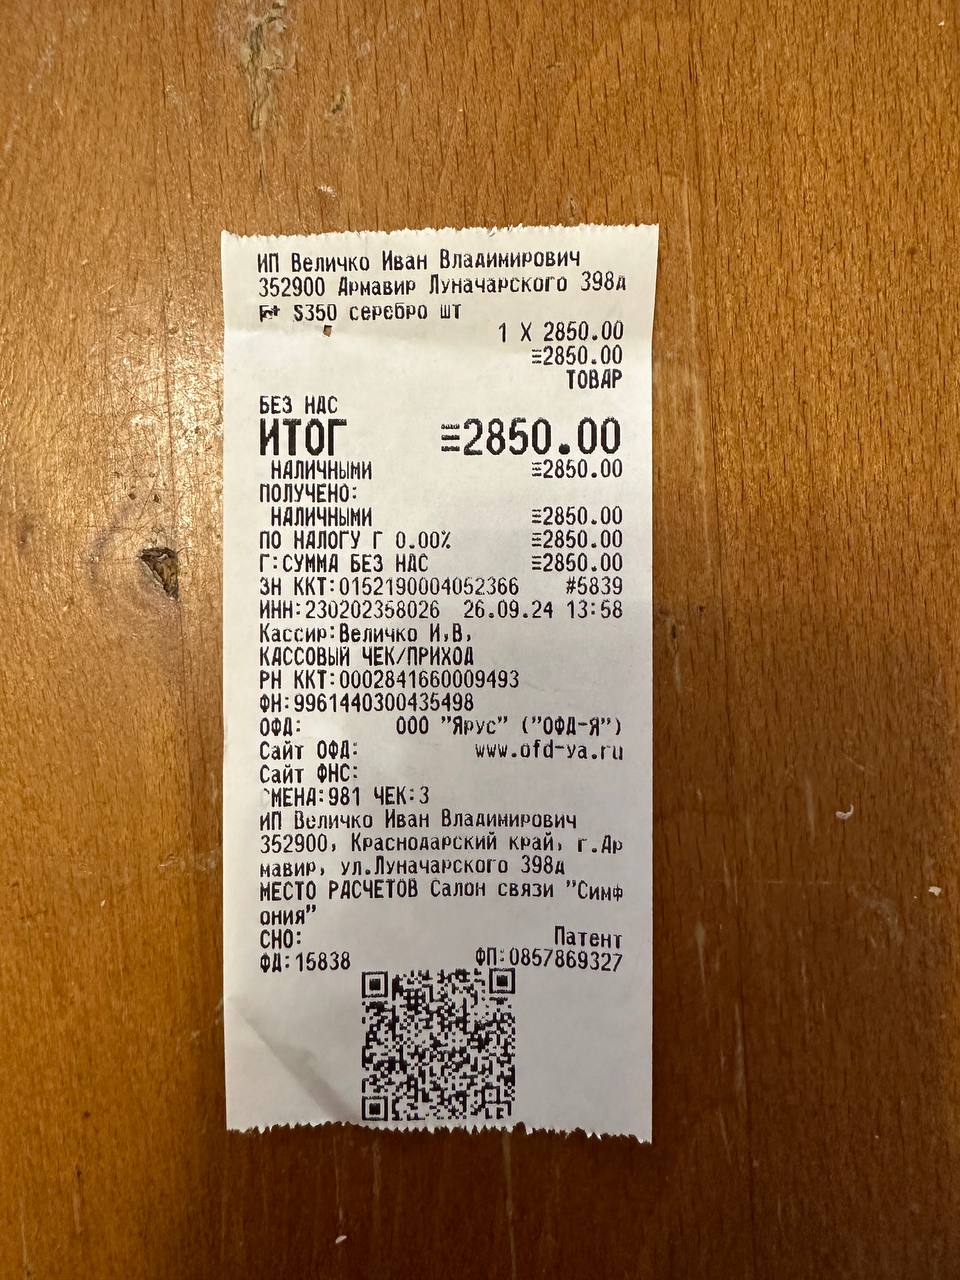 ИП Величко Иван Владимирович
352900 Армавир Луначарского 398д
S350 серебро шт
1 X 2850.00
=2850.00
ТОВАР
БЕЗ НДС
ИТОГ =2850.00
НАЛИЧНЫМИ =2850.00
ПОЛУЧЕНО:
НАЛИЧНЫМИ =2850.00
ПО НАЛОГУ Г 0.00% =2850.00
Г:СУММА БЕЗ НДС =2850.00
ЗН ККТ:0152190004052366 #5839
ИНН:230202358026 26.09.24 13:58
Кассир:Величко И,В,
КАССОВЫЙ ЧЕК/ПРИХОД
РН ККТ:0002841660009493
ФН:9961440300435498
ОФД: ООО "Ярус" ("ОФД-Я")
Сайт ОФД: www.ofd-ya.ru
Сайт ФНС:
СМЕНА:981 ЧЕК:3
ИП Величко Иван Владимирович
352900, Краснодарский край, г.Ар
мавир, ул.Луначарского 398д
МЕСТО РАСЧЕТОВ Салон связи "Симф
ония"
СНО: Патент
ФД:15838 ФП:0857869327